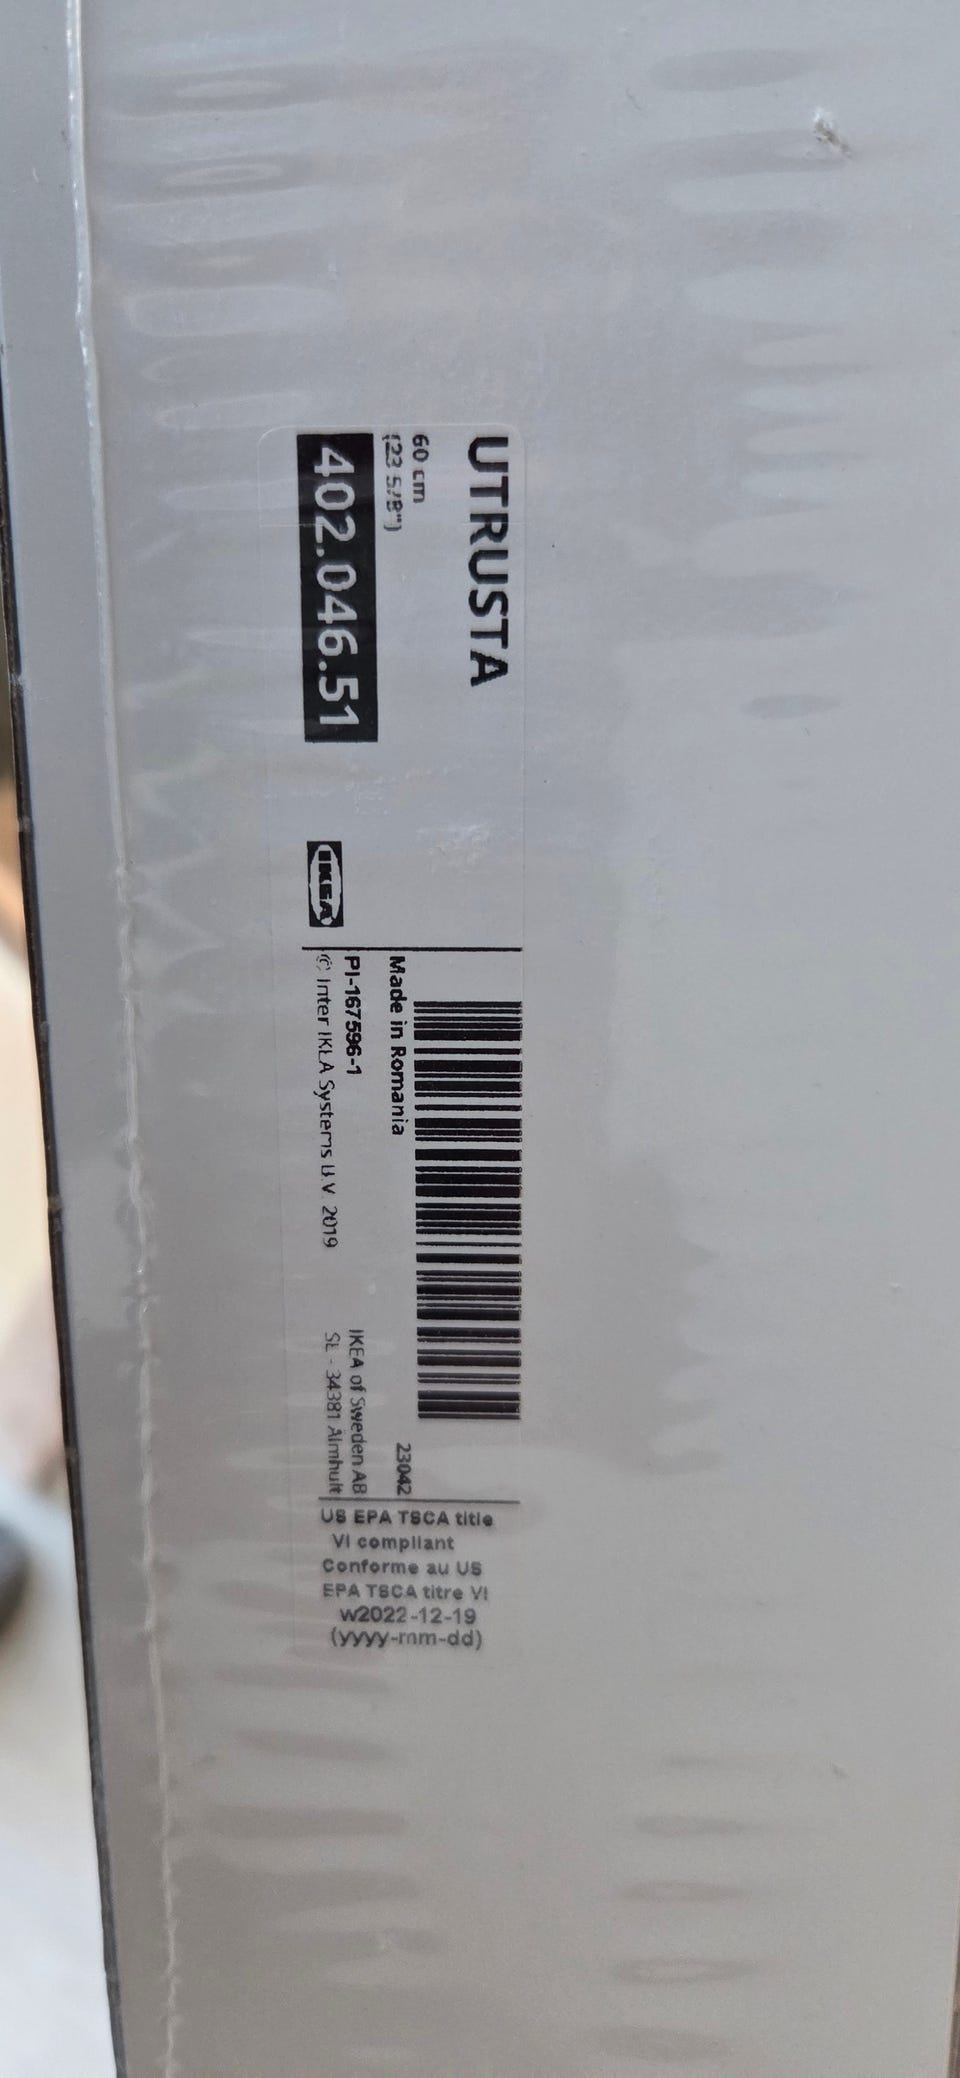 UTRUSTA
60 cm
(23 5/8")
402.046.51
IKEA
Made in Romania
23042
PI-167596-1
© Inter IKEA Systems B.V. 2019
IKEA of Sweden AB
SE - 34381 Älmhult
US EPA TSCA title
VI compliant
Conforme au US
EPA TSCA titre VI
w2022-12-19
(yyyy-mm-dd)